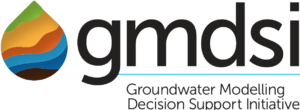 gmdsi
Groundwater Modelling
Decision Support Initiative